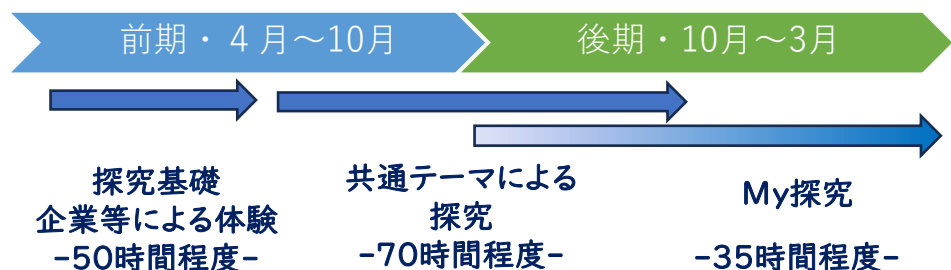 前期・４月～10月
後期・10月～3月
探究基礎
企業等による体験
-50時間程度-
共通テーマによる
探究
-70時間程度-
My探究
-35時間程度-